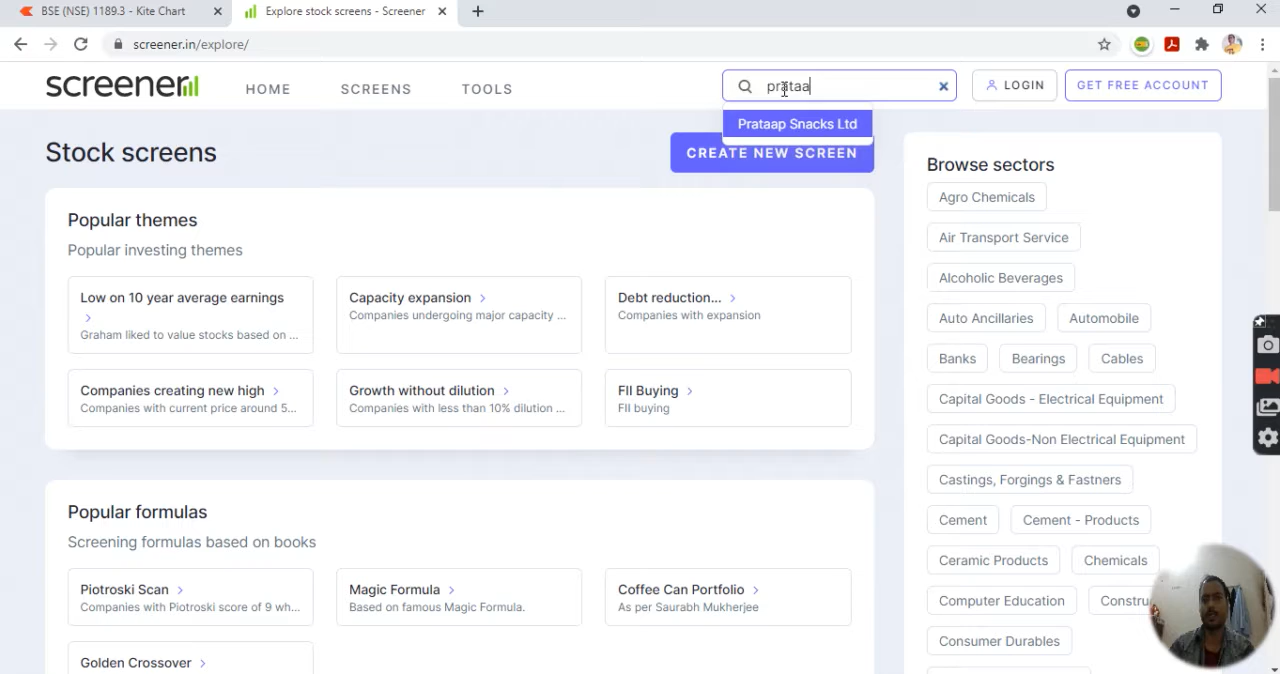 BSE (NSE) 1189.3 - Kite Chart
Explore stock screens - Screener
screener.in/explore/
screener
HOME
SCREENS
TOOLS
prataa
LOGIN
GET FREE ACCOUNT
Prataap Snacks Ltd
Stock screens
CREATE NEW SCREEN
Popular themes
Popular investing themes
Low on 10 year average earnings
Graham liked to value stocks based on ...
Capacity expansion
Companies undergoing major capacity ...
Debt reduction...
Companies with expansion
Companies creating new high
Companies with current price around 5...
Growth without dilution
Companies with less than 10% dilution ...
FII Buying
FII buying
Popular formulas
Screening formulas based on books
Piotroski Scan
Companies with Piotroski score of 9 wh...
Magic Formula
Based on famous Magic Formula.
Coffee Can Portfolio
As per Saurabh Mukherjee
Golden Crossover
Browse sectors
Agro Chemicals
Air Transport Service
Alcoholic Beverages
Auto Ancillaries
Automobile
Banks
Bearings
Cables
Capital Goods - Electrical Equipment
Capital Goods-Non Electrical Equipment
Castings, Forgings & Fastners
Cement
Cement - Products
Ceramic Products
Chemicals
Computer Education
Constru
Consumer Durables